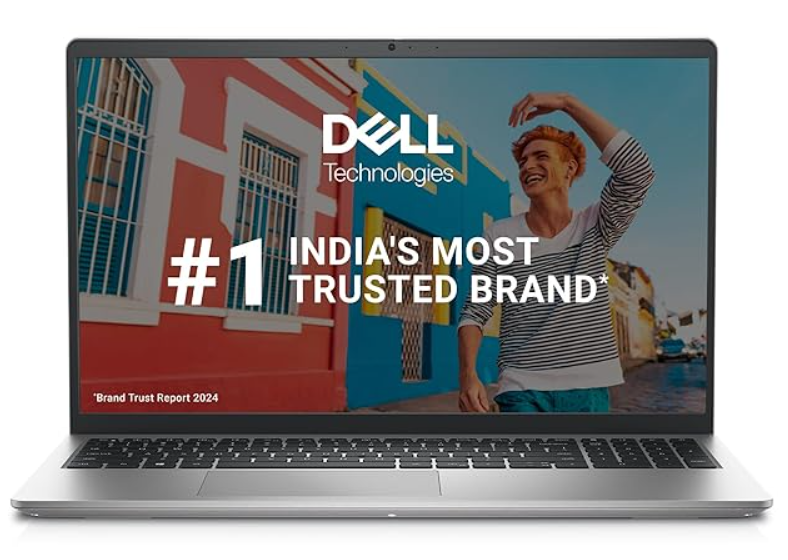 DELL
Technologies
#1 INDIA'S MOST
TRUSTED BRAND*
*Brand Trust Report 2024